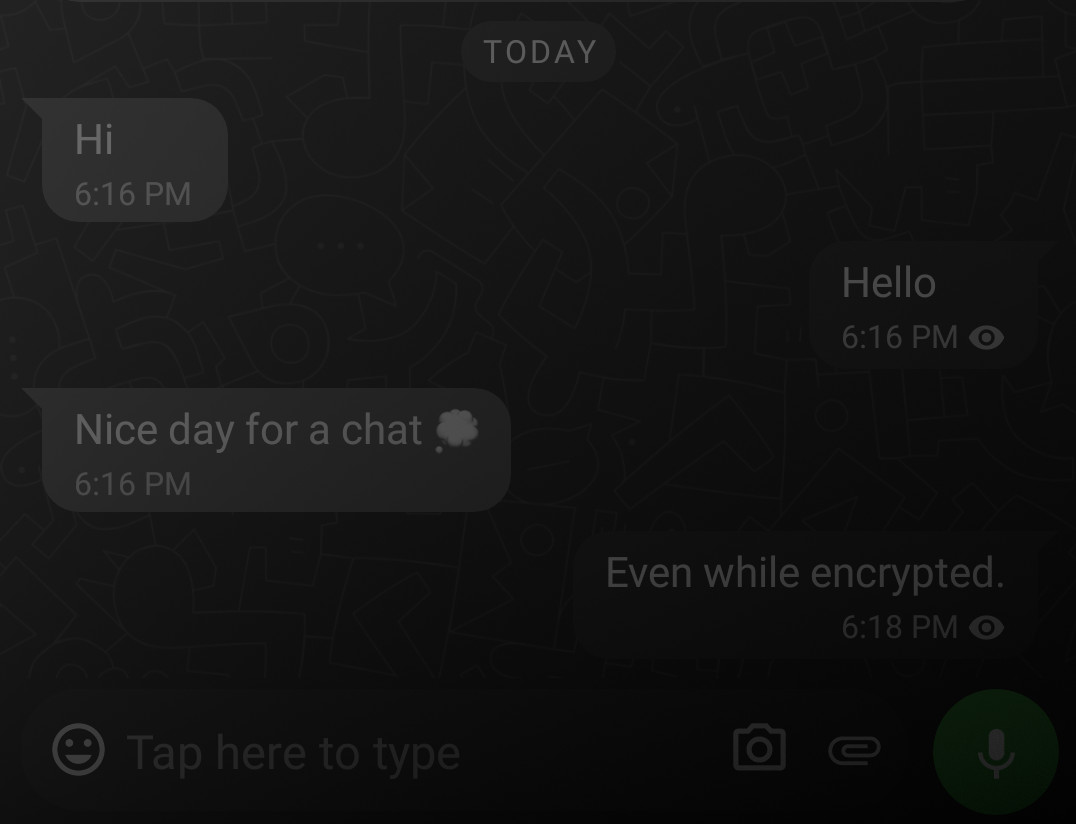 TODAY
Hi
6:16 PM
Hello
6:16 PM
Nice day for a chat 💭
6:16 PM
Even while encrypted.
6:18 PM
Tap here to type